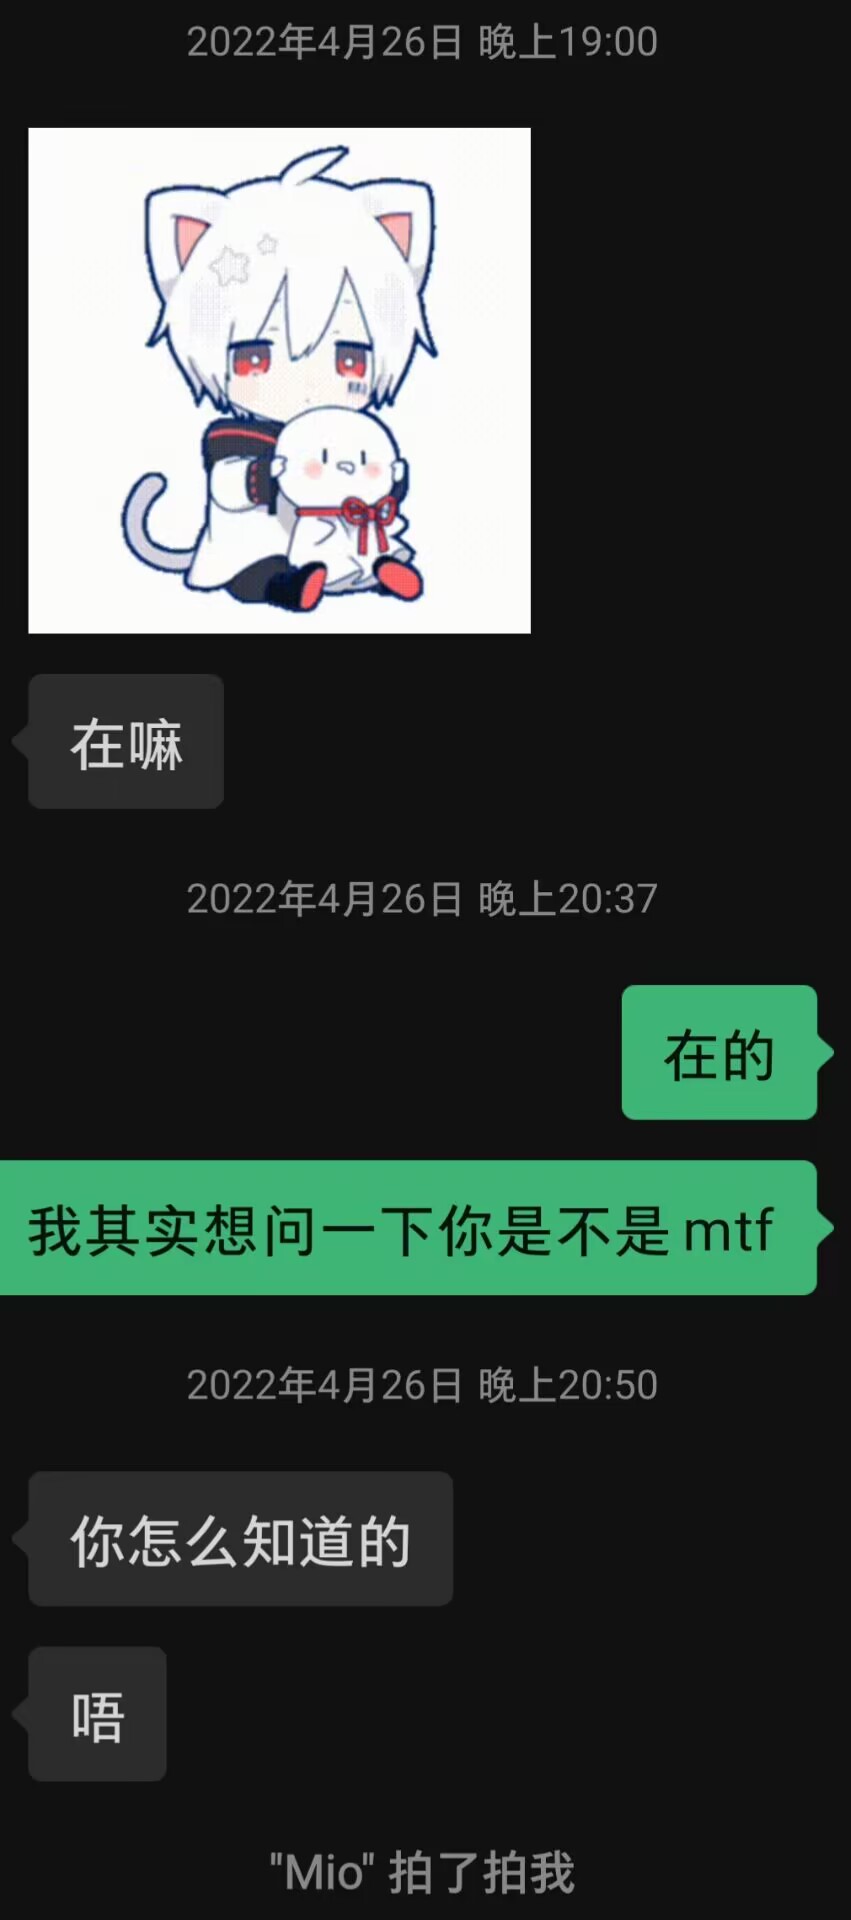 2022年4月26日 晚上19:00
在嘛
2022年4月26日 晚上20:37
在的
我其实想问一下你是不是mtf
2022年4月26日 晚上20:50
你怎么知道的
唔
"Mio" 拍了拍我